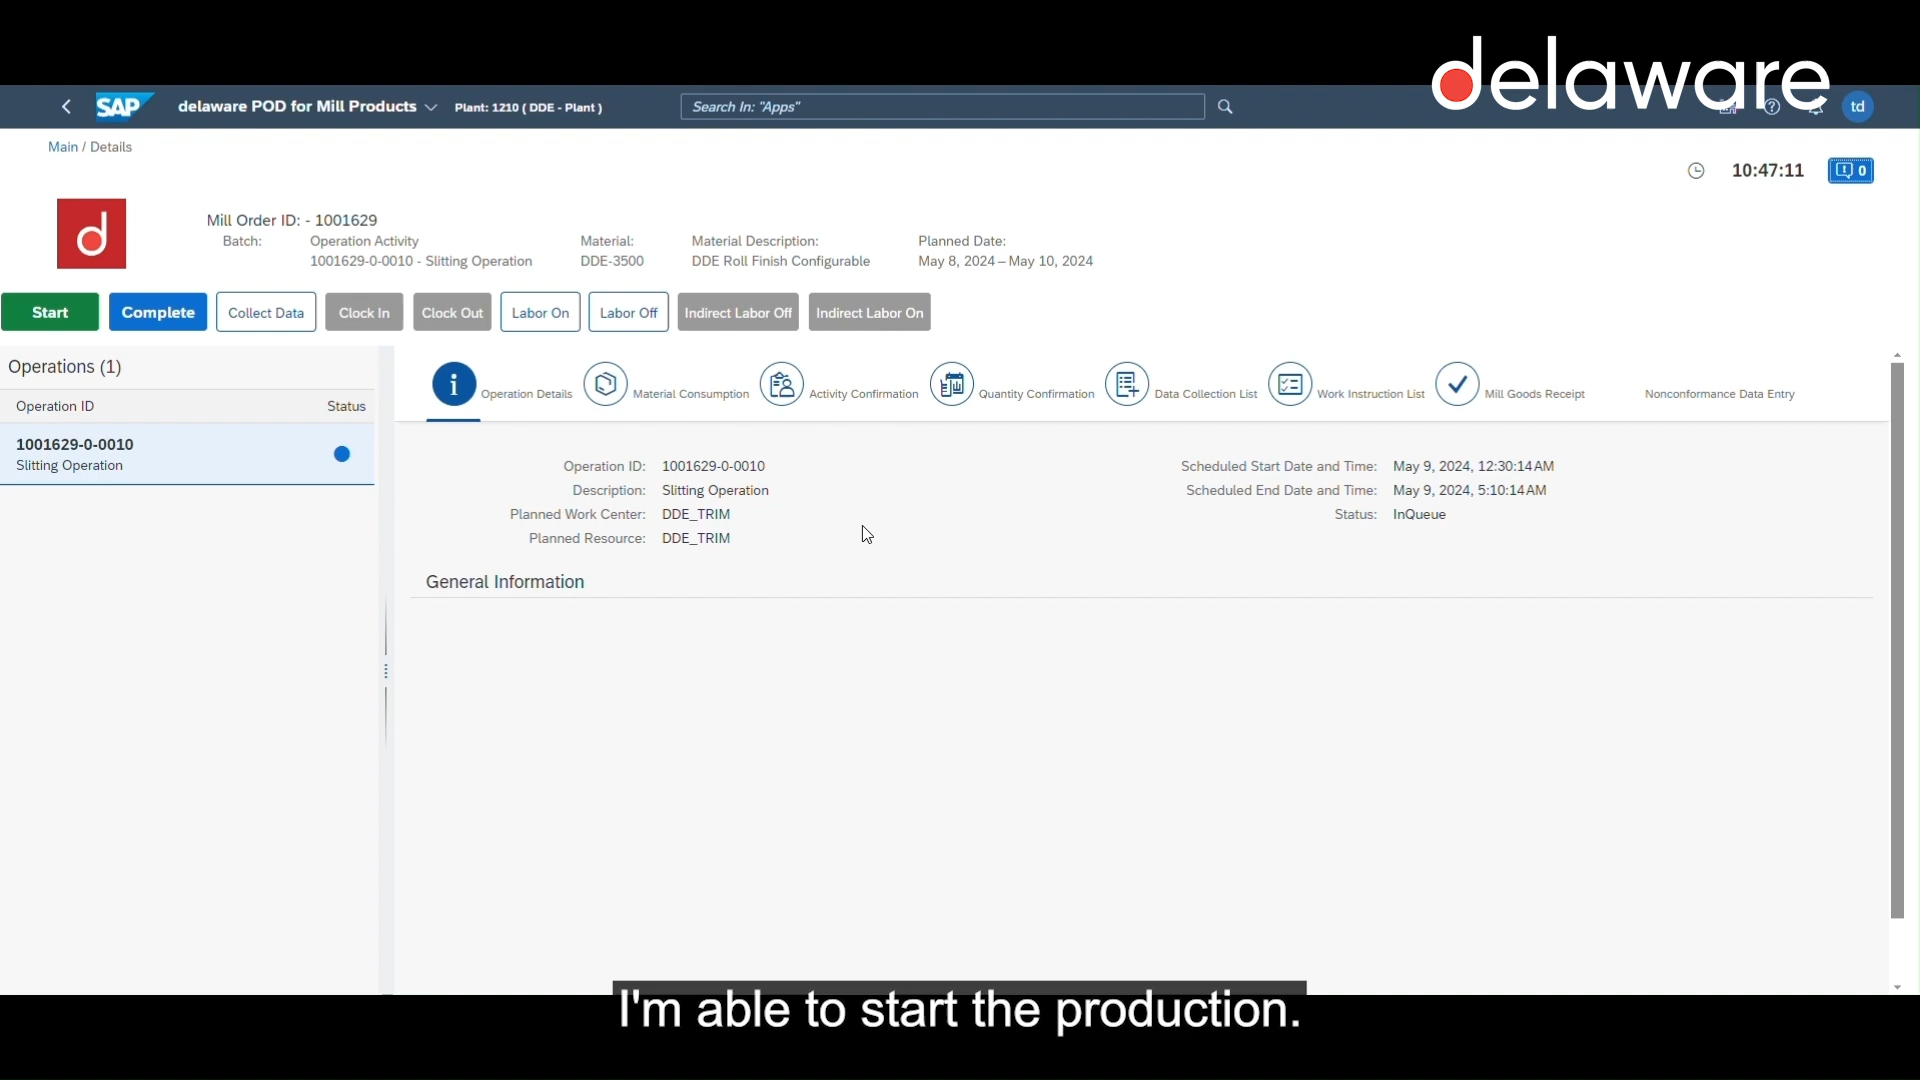 delaware
SAP delaware POD for Mill Products Plant: 1210 ( DDE - Plant ) Search In: "Apps" td
Main / Details
10:47:11 0
d
Mill Order ID: - 1001629
Batch: Operation Activity Material: Material Description: Planned Date:
1001629-0-0010 - Slitting Operation DDE-3500 DDE Roll Finish Configurable May 8, 2024 – May 10, 2024
Start Complete Collect Data Clock In Clock Out Labor On Labor Off Indirect Labor Off Indirect Labor On
Operations (1)
Operation ID Status
1001629-0-0010
Slitting Operation
Operation Details Material Consumption Activity Confirmation Quantity Confirmation Data Collection List Work Instruction List Mill Goods Receipt Nonconformance Data Entry
Operation ID: 1001629-0-0010 Scheduled Start Date and Time: May 9, 2024, 12:30:14 AM
Description: Slitting Operation Scheduled End Date and Time: May 9, 2024, 5:10:14 AM
Planned Work Center: DDE_TRIM Status: InQueue
Planned Resource: DDE_TRIM
General Information
I'm able to start the production.